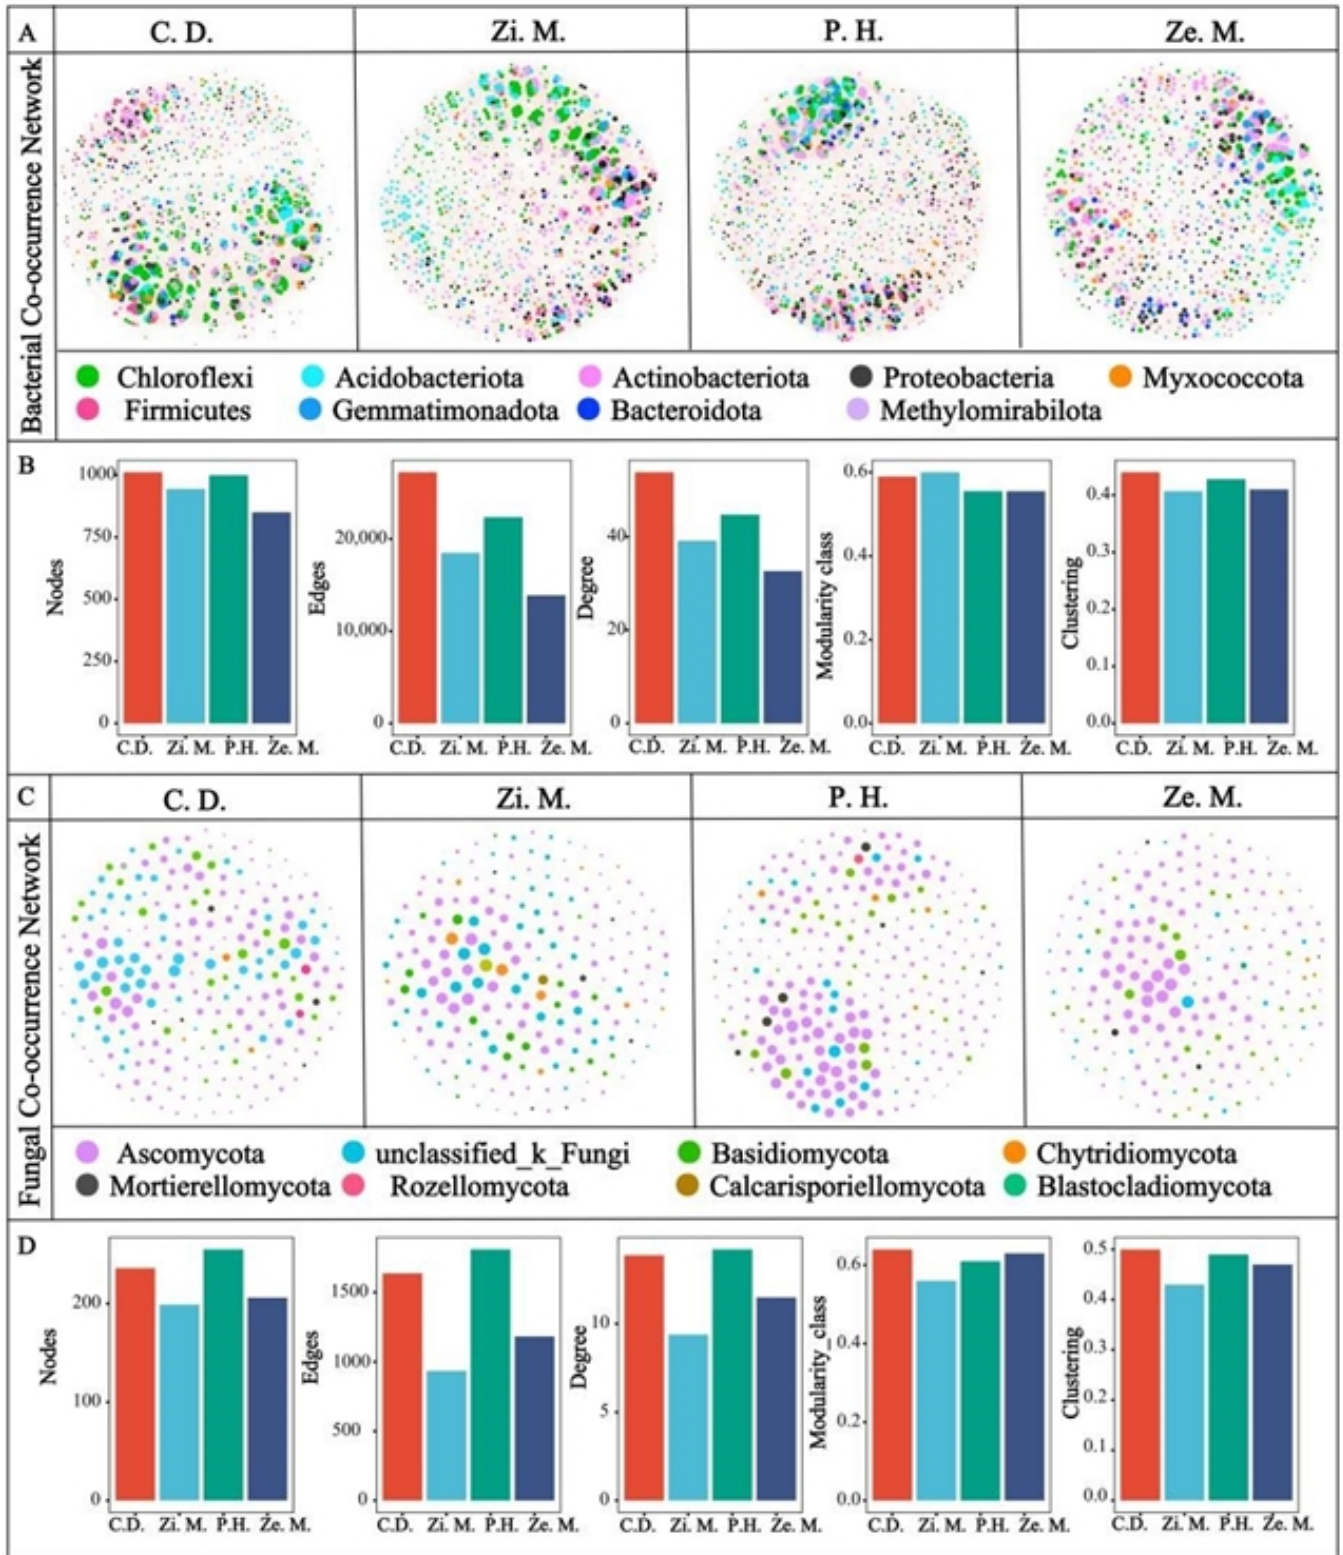 A C. D. Zi. M. P. H. Ze. M.
Bacterial Co-occurrence Network
Chloroflexi Acidobacteriota Actinobacteriota Proteobacteria Myxococcota
Firmicutes Gemmatimonadota Bacteroidota Methylomirabilota
B
Nodes
1000
750
500
250
0
C.D. Zi. M. P.H. Ze. M.
Edges
20,000
10,000
0
C.D. Zi. M. P.H. Ze. M.
Degree
40
20
0
C.D. Zi. M. P.H. Ze. M.
Modularity class
0.6
0.4
0.2
0.0
C.D. Zi. M. P.H. Ze. M.
Clustering
0.4
0.3
0.2
0.1
0.0
C.D. Zi. M. P.H. Ze. M.
C C. D. Zi. M. P. H. Ze. M.
Fungal Co-occurrence Network
Ascomycota unclassified_k_Fungi Basidiomycota Chytridiomycota
Mortierellomycota Rozellomycota Calcarisporiellomycota Blastocladiomycota
D
Nodes
200
100
0
C.D. Zi. M. P.H. Ze. M.
Edges
1500
1000
500
0
C.D. Zi. M. P.H. Ze. M.
Degree
10
5
0
C.D. Zi. M. P.H. Ze. M.
Modularity_class
0.6
0.4
0.2
0.0
C.D. Zi. M. P.H. Ze. M.
Clustering
0.5
0.4
0.3
0.2
0.1
0.0
C.D. Zi. M. P.H. Ze. M.